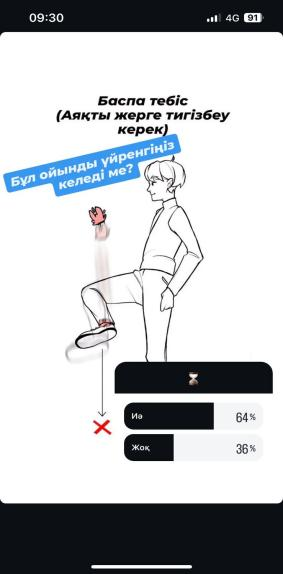 09:30
4G 91
Баспа тебіс
(Аяқты жерге тигізбеу
керек)
Бұл ойынды үйренгіңіз
келеді ме?
Иә 64%
Жоқ 36%